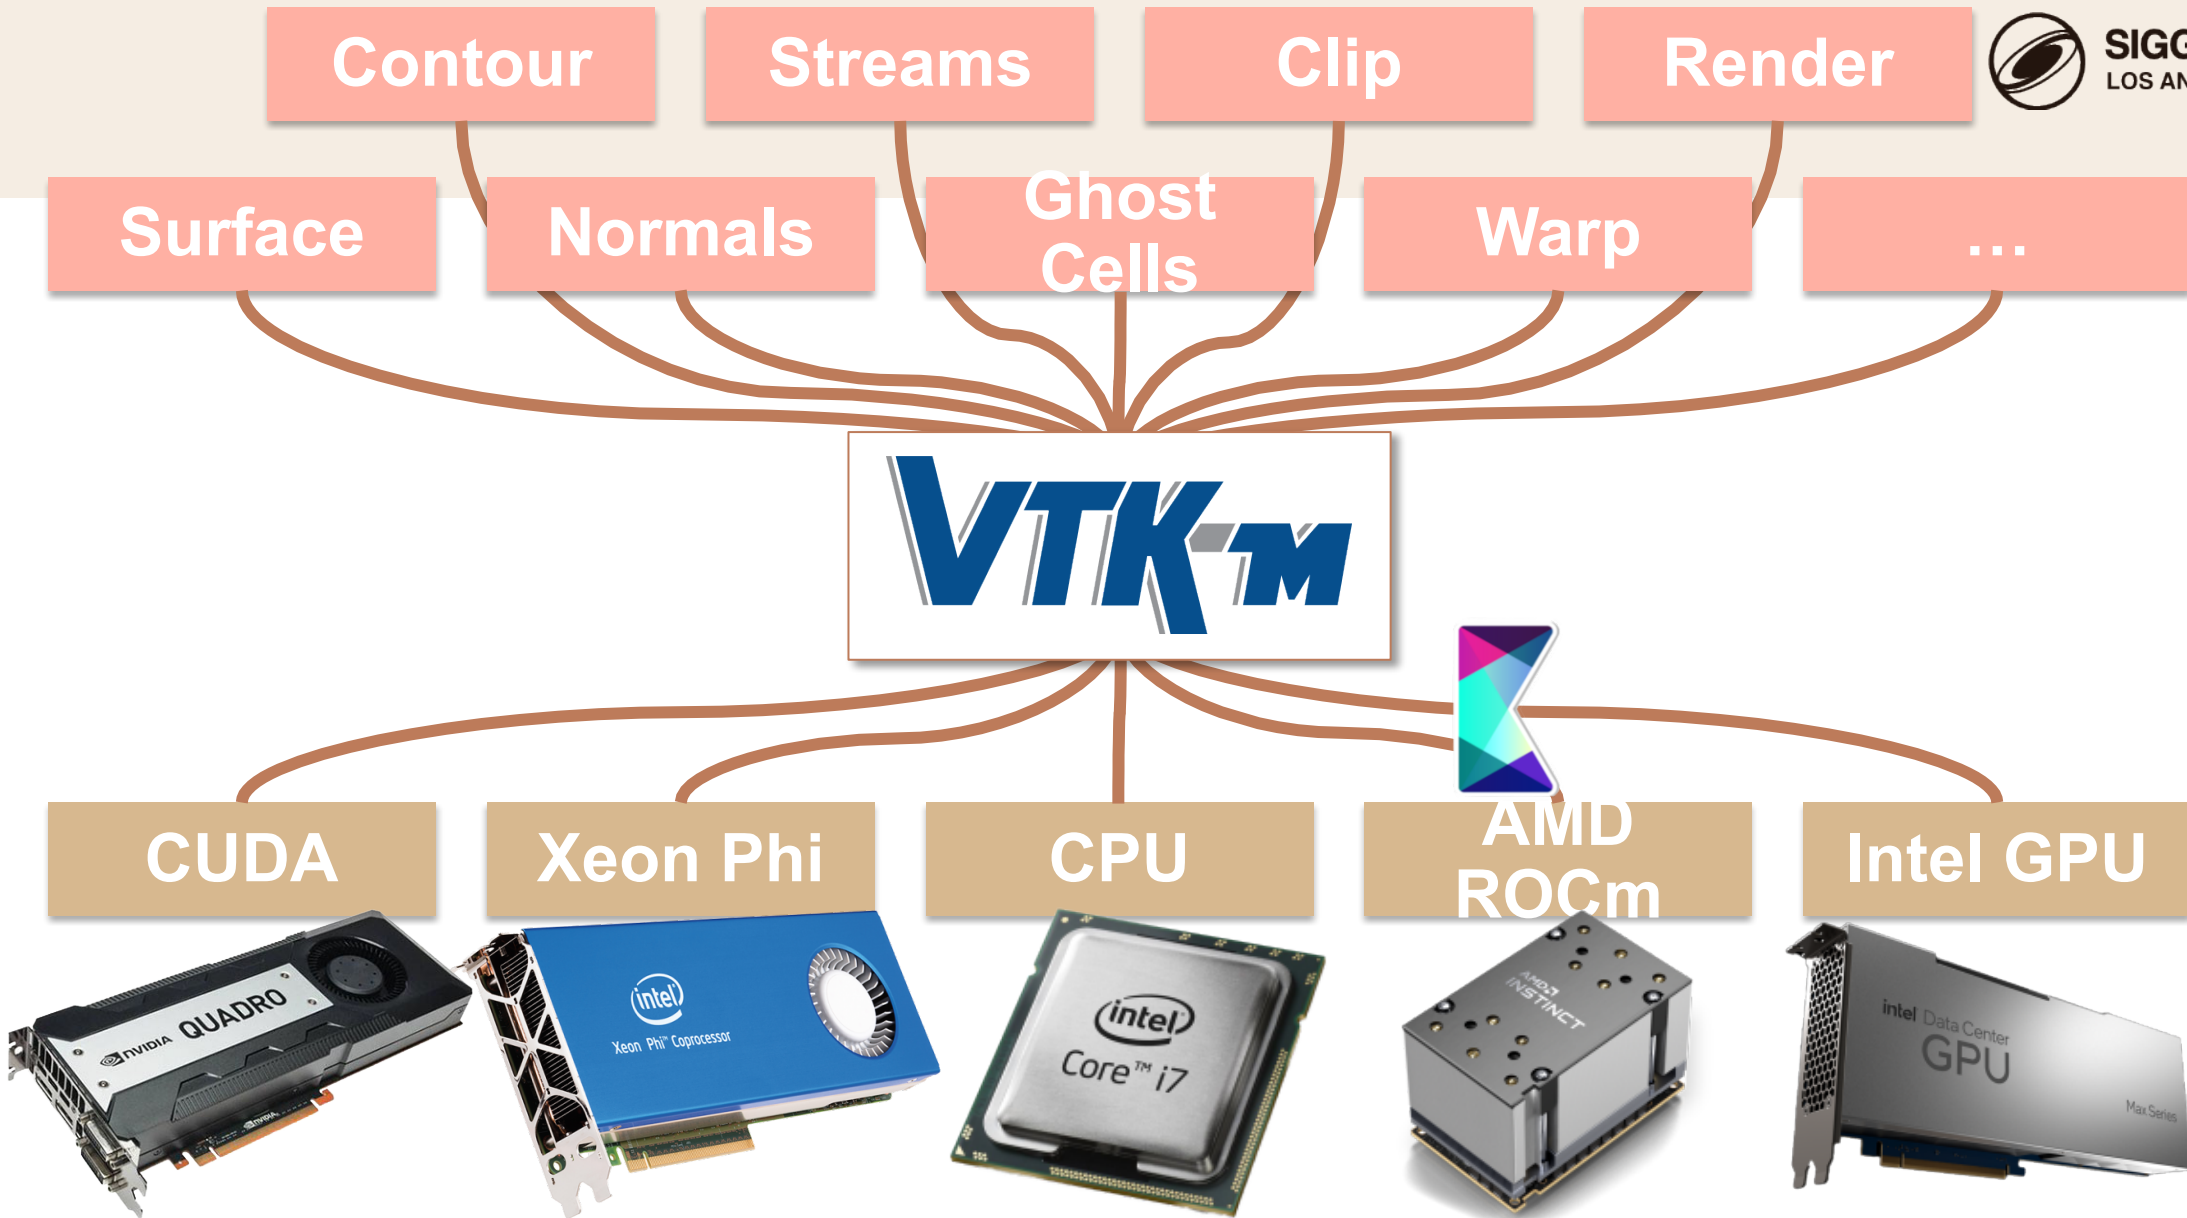 Contour
Streams
Clip
Render
SIGG
LOS AN
Surface
Normals
Ghost
Cells
Warp
...
VTK-m
CUDA
Xeon Phi
CPU
AMD
ROCm
Intel GPU
NVIDIA QUADRO
NVIDIA
intel
Xeon Phi™ Coprocessor
intel
Core™ i7
AMD
INSTINCT
intel Data Center
GPU
Max Series